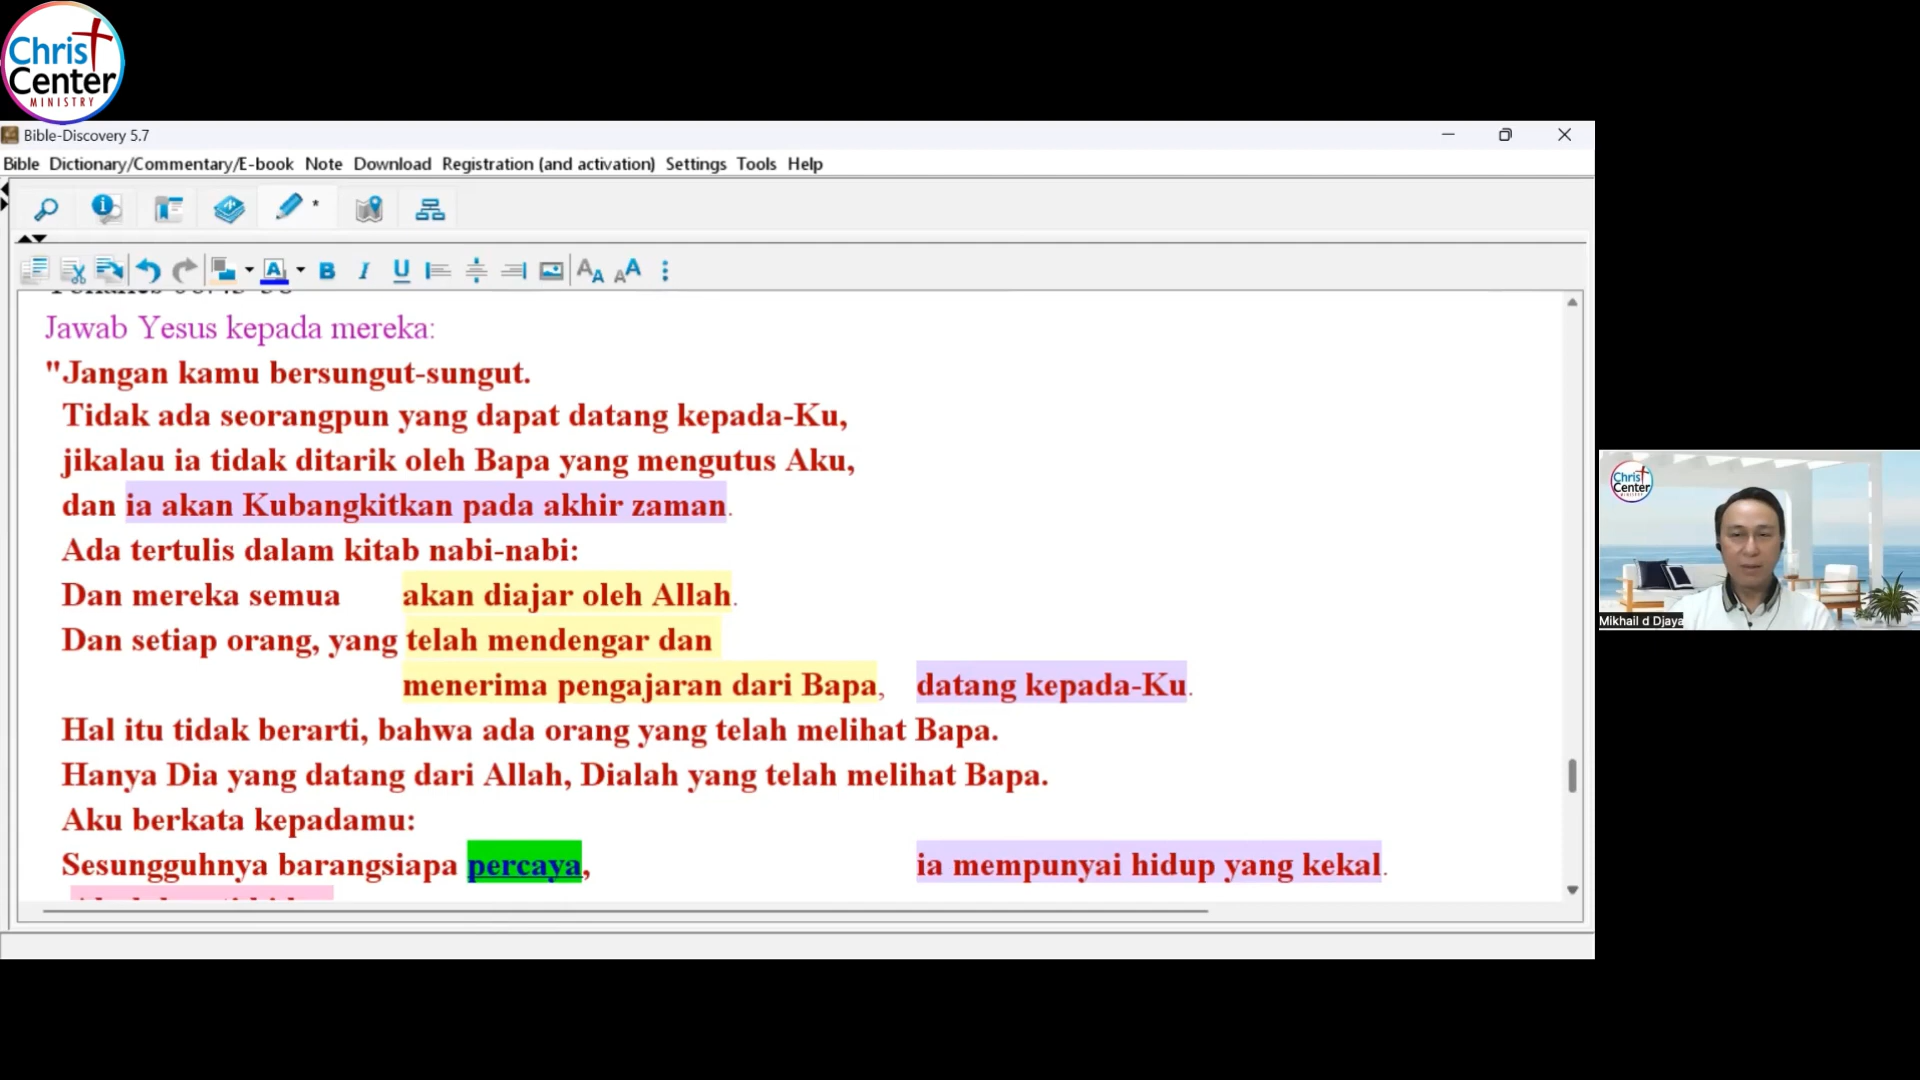 Christ
Center
MINISTRY
Bible-Discovery 5.7
Bible Dictionary/Commentary/E-book Note Download Registration (and activation) Settings Tools Help
Jawab Yesus kepada mereka:
"Jangan kamu bersungut-sungut.
Tidak ada seorangpun yang dapat datang kepada-Ku,
jikalau ia tidak ditarik oleh Bapa yang mengutus Aku,
dan ia akan Kubangkitkan pada akhir zaman.
Ada tertulis dalam kitab nabi-nabi:
Dan mereka semua akan diajar oleh Allah.
Dan setiap orang, yang telah mendengar dan
menerima pengajaran dari Bapa, datang kepada-Ku.
Hal itu tidak berarti, bahwa ada orang yang telah melihat Bapa.
Hanya Dia yang datang dari Allah, Dialah yang telah melihat Bapa.
Aku berkata kepadamu:
Sesungguhnya barangsiapa percaya, ia mempunyai hidup yang kekal.
Christ
Center
MINISTRY
Mikhail d Djaya